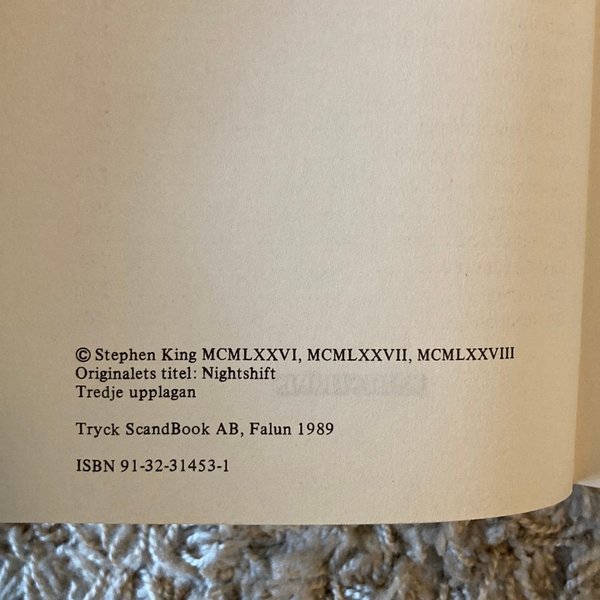 © Stephen King MCMLXXVI, MCMLXXVII, MCMLXXVIII
Originalets titel: Nightshift
Tredje upplagan
Tryck ScandBook AB, Falun 1989
ISBN 91-32-31453-1